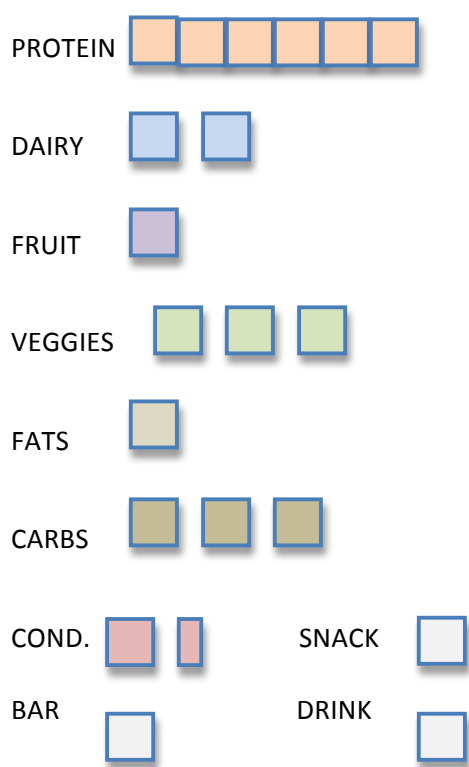 PROTEIN
DAIRY
FRUIT
VEGGIES
FATS
CARBS
COND. SNACK
BAR DRINK